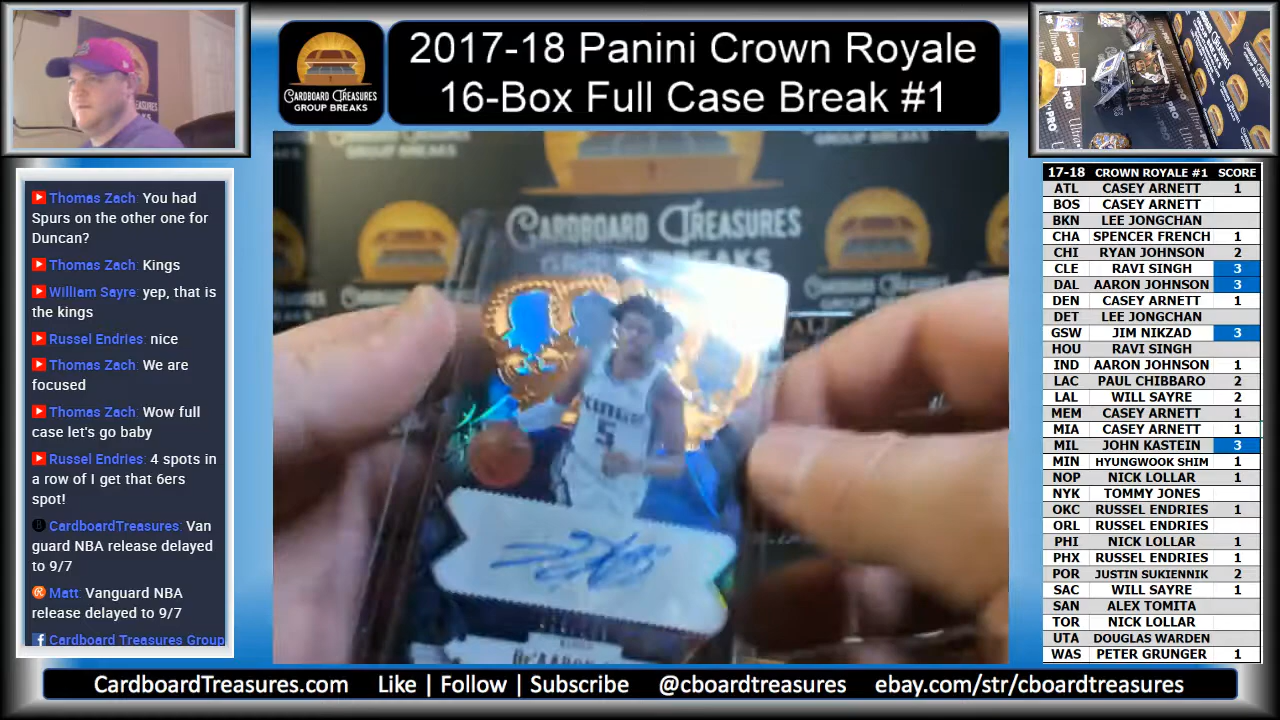 CARDBOARD TREASURES
GROUP BREAKS
2017-18 Panini Crown Royale
16-Box Full Case Break #1
Thomas Zach: You had
Spurs on the other one for
Duncan?
Thomas Zach: Kings
William Sayre: yep, that is
the kings
Russel Endries: nice
Thomas Zach: We are
focused
Thomas Zach: Wow full
case let's go baby
Russel Endries: 4 spots in
a row of I get that 6ers
spot!
CardboardTreasures: Van
guard NBA release delayed
to 9/7
Matt: Vanguard NBA
release delayed to 9/7
Cardboard Treasures Group
CARDBOARD TREASURES
5
17-18 CROWN ROYALE #1 SCORE
ATL CASEY ARNETT 1
BOS CASEY ARNETT
BKN LEE JONGCHAN
CHA SPENCER FRENCH 1
CHI RYAN JOHNSON 2
CLE RAVI SINGH 3
DAL AARON JOHNSON 3
DEN CASEY ARNETT 1
DET LEE JONGCHAN
GSW JIM NIKZAD 3
HOU RAVI SINGH
IND AARON JOHNSON 1
LAC PAUL CHIBBARO 2
LAL WILL SAYRE 2
MEM CASEY ARNETT 1
MIA CASEY ARNETT 1
MIL JOHN KASTEIN 3
MIN HYUNGWOOK SHIM 1
NOP NICK LOLLAR 1
NYK TOMMY JONES
OKC RUSSEL ENDRIES 1
ORL RUSSEL ENDRIES
PHI NICK LOLLAR 1
PHX RUSSEL ENDRIES 1
POR JUSTIN SUKIENNIK 2
SAC WILL SAYRE 1
SAN ALEX TOMITA
TOR NICK LOLLAR
UTA DOUGLAS WARDEN
WAS PETER GRUNGER 1
CardboardTreasures.com Like | Follow | Subscribe @cboardtreasures ebay.com/str/cboardtreasures